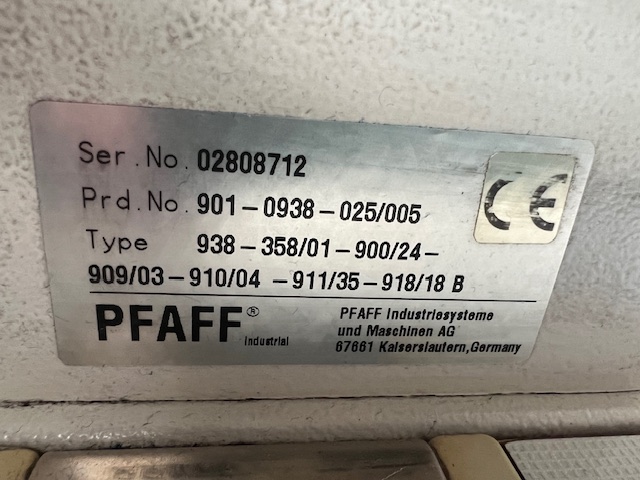 Ser.No. 02808712
Prd.No. 901-0938-025/005
Type 938-358/01-900/24-
909/03-910/04 -911/35-918/18 B
CE
PFAFF®
industrial
PFAFF Industriesysteme
und Maschinen AG
67661 Kaiserslautern,Germany